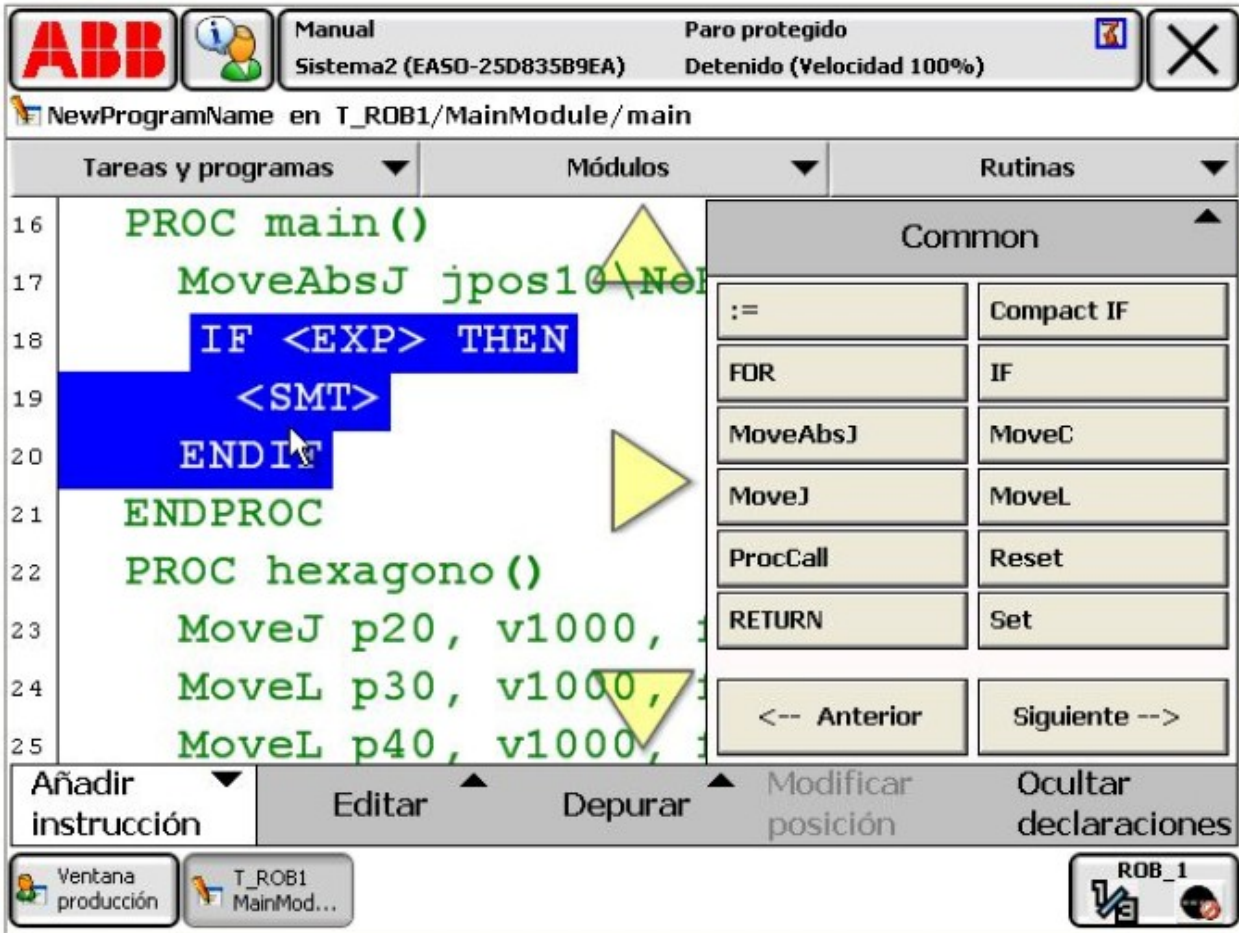 ABB
Manual
Sistema2 (EASO-25D835B9EA)
Paro protegido
Detenido (Velocidad 100%)
NewProgramName en T_ROB1/MainModule/main
Tareas y programas
Módulos
Rutinas
16 PROC main()
17 MoveAbsJ jpos10\No
18 IF <EXP> THEN
19 <SMT>
20 ENDIF
21 ENDPROC
22 PROC hexagono()
23 MoveJ p20, v1000,
24 MoveL p30, v1000,
25 MoveL p40, v1000,
Common
:= Compact IF
FOR IF
MoveAbsJ MoveC
MoveJ MoveL
ProcCall Reset
RETURN Set
<-- Anterior Siguiente -->
Añadir
instrucción
Editar
Depurar
Modificar
posición
Ocultar
declaraciones
Ventana
producción
T_ROB1
MainMod...
ROB_1
1/3